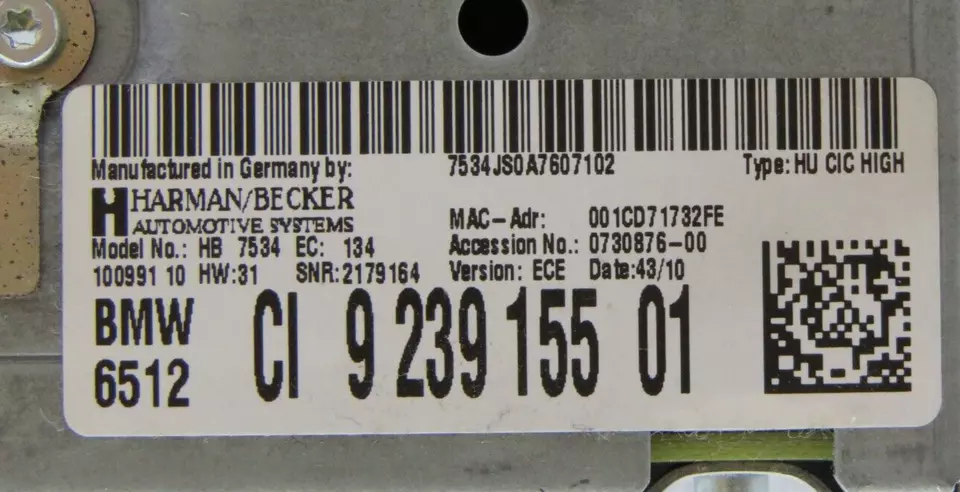 Manufactured in Germany by: 7534JS0A7607102 Type: HU CIC HIGH
HARMAN/BECKER
AUTOMOTIVE SYSTEMS MAC-Adr: 001CD71732FE
Model No.: HB 7534 EC: 134 Accession No.: 0730876-00
100991 10 HW:31 SNR:2179164 Version: ECE Date:43/10
BMW
6512
CI 9 239 155 01